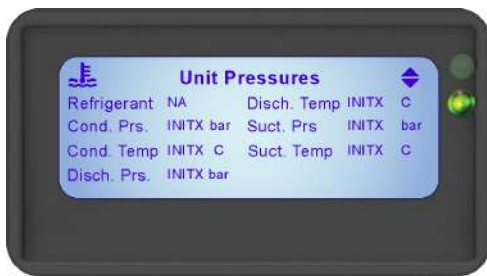 Unit Pressures
Refrigerant NA Disch. Temp INITX C
Cond. Prs. INITX bar Suct. Prs INITX bar
Cond. Temp INITX C Suct. Temp INITX C
Disch. Prs. INITX bar